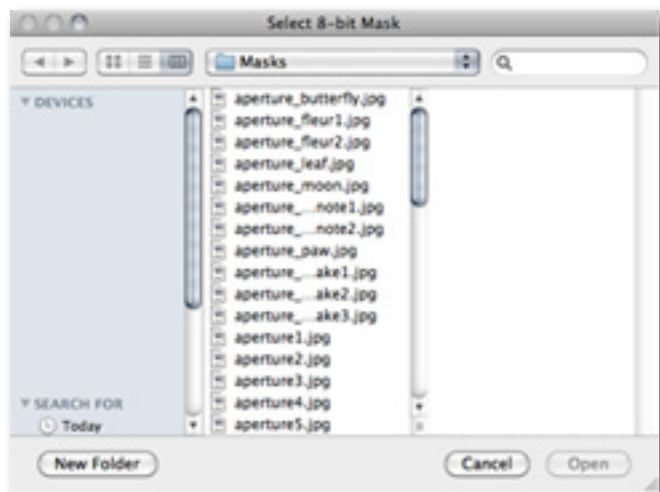 Select 8-bit Mask
Masks
DEVICES
SEARCH FOR
Today
aperture_butterfly.jpg
aperture_fleur1.jpg
aperture_fleur2.jpg
aperture_leaf.jpg
aperture_moon.jpg
aperture_...note1.jpg
aperture_...note2.jpg
aperture_paw.jpg
aperture_...ake1.jpg
aperture_...ake2.jpg
aperture_...ake3.jpg
aperture1.jpg
aperture2.jpg
aperture3.jpg
aperture4.jpg
aperture5.jpg
New Folder
Cancel
Open